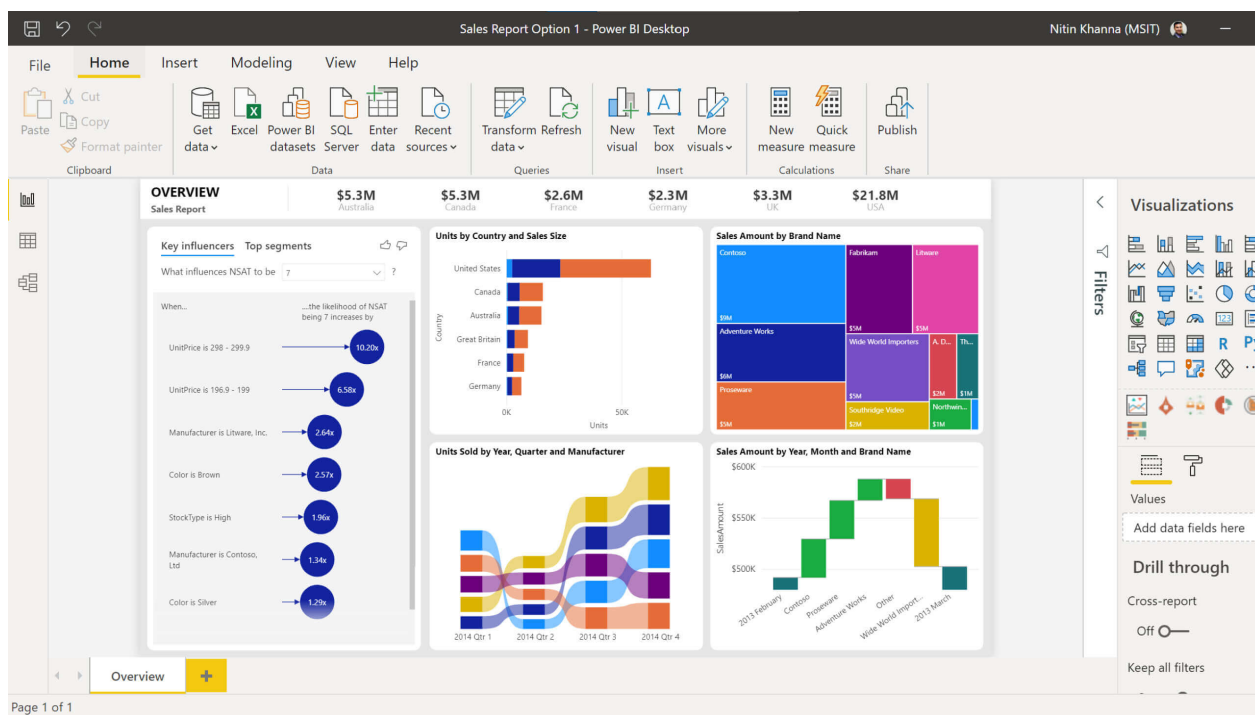 Sales Report Option 1 - Power BI Desktop
Nitin Khanna (MSIT)
File Home Insert Modeling View Help
Paste
Cut
Copy
Format painter
Clipboard
Get data
Excel
Power BI datasets
SQL Server
Enter data
Recent sources
Data
Transform data
Refresh
Queries
New visual
Text box
More visuals
Insert
New measure
Quick measure
Calculations
Publish
Share
OVERVIEW
Sales Report
$5.3M
Australia
$5.3M
Canada
$2.6M
France
$2.3M
Germany
$3.3M
UK
$21.8M
USA
Key influencers Top segments
What influences NSAT to be 7 ?
When...
...the likelihood of NSAT
being 7 increases by
UnitPrice is 298 - 299.9
10.20x
UnitPrice is 196.9 - 199
6.58x
Manufacturer is Litware, Inc.
2.64x
Color is Brown
2.57x
StockType is High
1.96x
Manufacturer is Contoso,
Ltd
1.34x
Color is Silver
1.29x
Units by Country and Sales Size
Country
United States
Canada
Australia
Great Britain
France
Germany
0K 50K
Units
Sales Amount by Brand Name
Contoso
$9M
Adventure Works
$6M
Proseware
$5M
Fabrikam
$5M
Litware
$5M
Wide World Importers
$5M
A. D...
$2M
Th...
$1M
Southridge Video
$2M
Northwin...
$1M
Units Sold by Year, Quarter and Manufacturer
2014 Qtr 1 2014 Qtr 2 2014 Qtr 3 2014 Qtr 4
Sales Amount by Year, Month and Brand Name
SalesAmount
$600K
$550K
$500K
2013 February
Contoso
Proseware
Adventure Works
Other
Wide World Import...
2013 March
Filters
Visualizations
123
R
Py
Values
Add data fields here
Drill through
Cross-report
Off
Keep all filters
Overview
Page 1 of 1